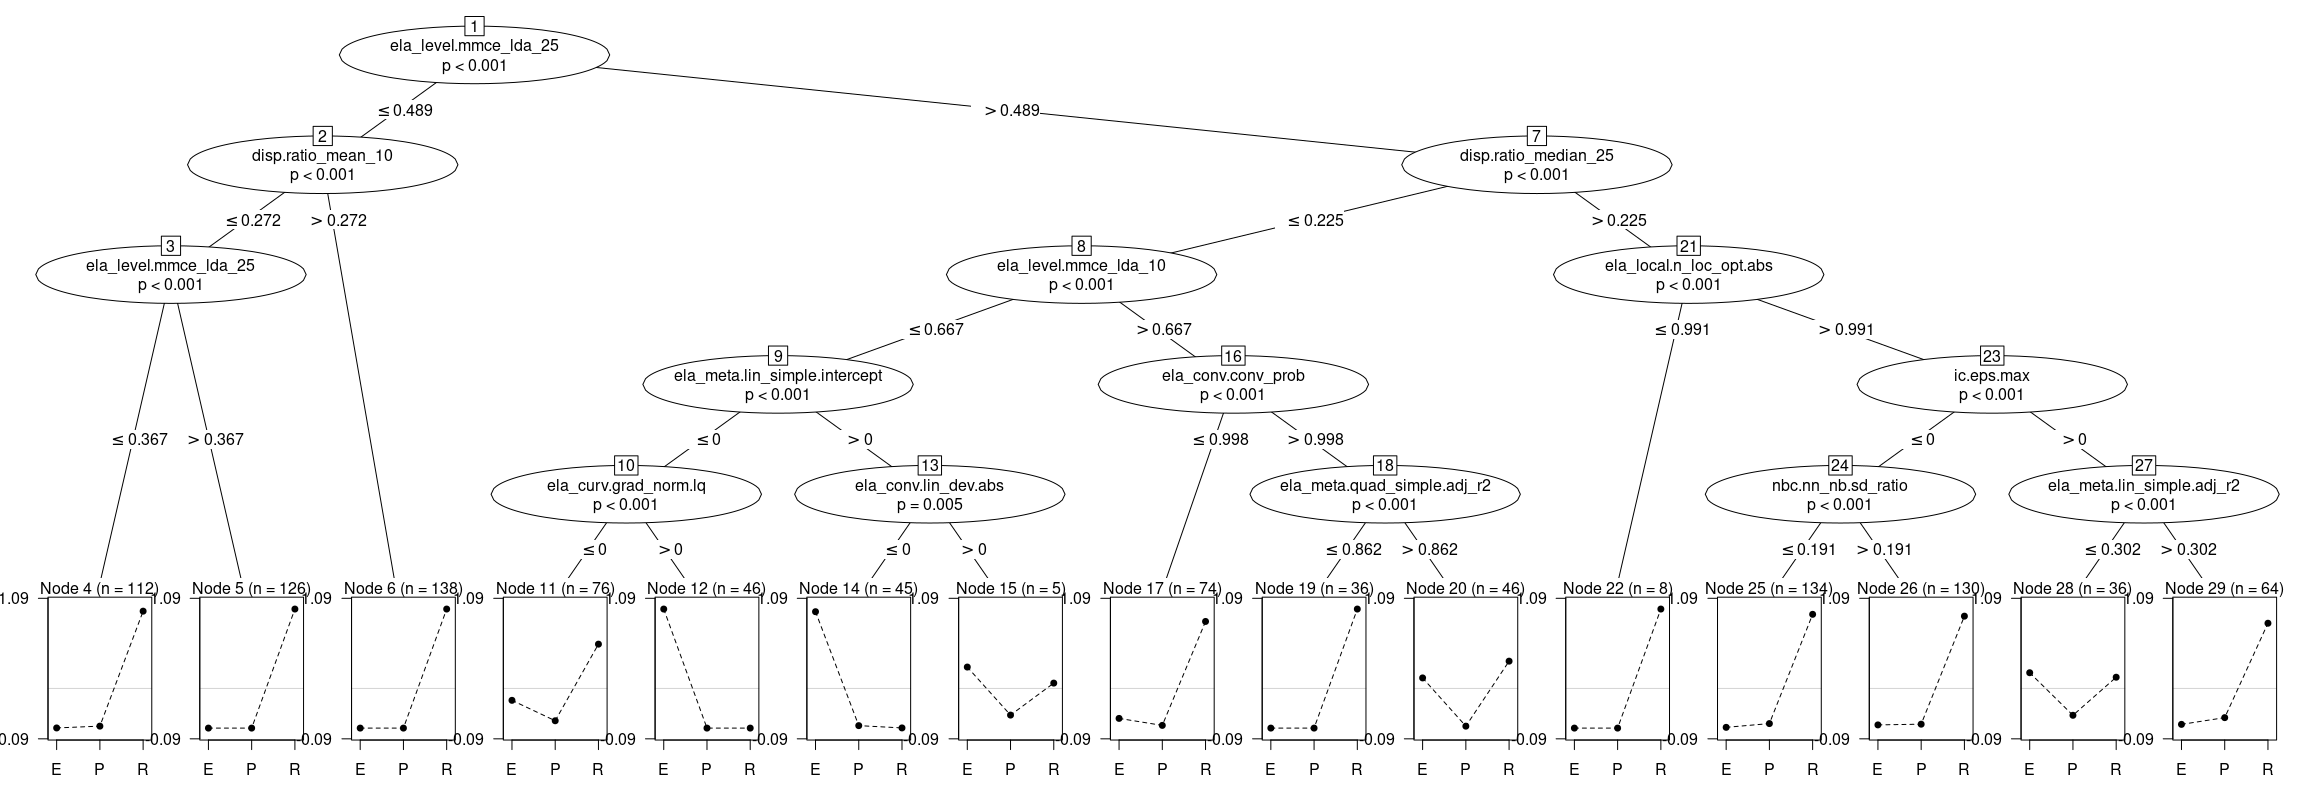 1
ela_level.mmce_lda_25
p < 0.001
≤ 0.489
> 0.489
2
disp.ratio_mean_10
p < 0.001
7
disp.ratio_median_25
p < 0.001
≤ 0.272
> 0.272
≤ 0.225
> 0.225
3
ela_level.mmce_lda_25
p < 0.001
8
ela_level.mmce_lda_10
p < 0.001
21
ela_local.n_loc_opt.abs
p < 0.001
≤ 0.667
> 0.667
≤ 0.991
> 0.991
9
ela_meta.lin_simple.intercept
p < 0.001
16
ela_conv.conv_prob
p < 0.001
23
ic.eps.max
p < 0.001
≤ 0.367
> 0.367
≤ 0
> 0
≤ 0.998
> 0.998
≤ 0
> 0
10
ela_curv.grad_norm.lq
p < 0.001
13
ela_conv.lin_dev.abs
p = 0.005
18
ela_meta.quad_simple.adj_r2
p < 0.001
24
nbc.nn_nb.sd_ratio
p < 0.001
27
ela_meta.lin_simple.adj_r2
p < 0.001
≤ 0
> 0
≤ 0
> 0
≤ 0.862
> 0.862
≤ 0.191
> 0.191
≤ 0.302
> 0.302
Node 4 (n = 112)
Node 5 (n = 126)
Node 6 (n = 138)
Node 11 (n = 76)
Node 12 (n = 46)
Node 14 (n = 45)
Node 15 (n = 5)
Node 17 (n = 74)
Node 19 (n = 36)
Node 20 (n = 46)
Node 22 (n = 8)
Node 25 (n = 134)
Node 26 (n = 130)
Node 28 (n = 36)
Node 29 (n = 64)
1.09 1.09 1.09 1.09 1.09 1.09 1.09 1.09 1.09 1.09 1.09 1.09 1.09 1.09 1.09
0.09 0.09 0.09 0.09 0.09 0.09 0.09 0.09 0.09 0.09 0.09 0.09 0.09 0.09 0.09
E P R E P R E P R E P R E P R E P R E P R E P R E P R E P R E P R E P R E P R E P R E P R